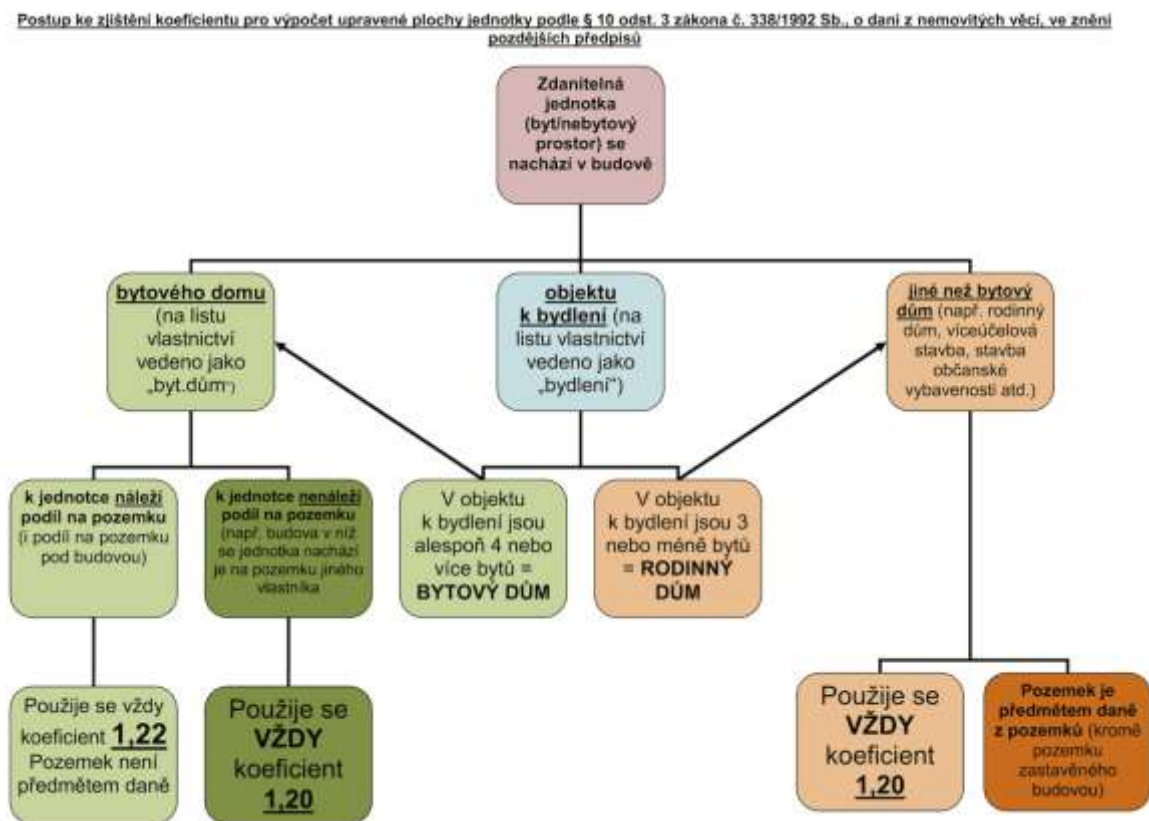 Postup ke zjištění koeficientu pro výpočet upravené plochy jednotky podle § 10 odst. 3 zákona č. 338/1992 Sb., o dani z nemovitých věcí, ve znění
pozdějších předpisů
Zdanitelná
jednotka
(byt/nebytový
prostor) se
nachází v budově
bytového domu
(na listu
vlastnictví
vedeno jako
„byt.dům“)
objektu
k bydlení (na
listu vlastnictví
vedeno jako
„bydlení“)
jiné než bytový
dům (např. rodinný
dům, víceúčelová
stavba, stavba
občanské
vybavenosti atd.)
k jednotce náleží
podíl na pozemku
(i podíl na pozemku
pod budovou)
k jednotce nenáleží
podíl na pozemku
(např. budova v níž
se jednotka nachází
je na pozemku jiného
vlastníka
V objektu
k bydlení jsou
alespoň 4 nebo
více bytů =
BYTOVÝ DŮM
V objektu
k bydlení jsou 3
nebo méně bytů
= RODINNÝ
DŮM
Použije se vždy
koeficient 1,22
Pozemek není
předmětem daně
Použije se
VŽDY
koeficient
1,20
Použije se
VŽDY
koeficient
1,20
Pozemek je
předmětem daně
z pozemků (kromě
pozemku
zastavěného
budovou)